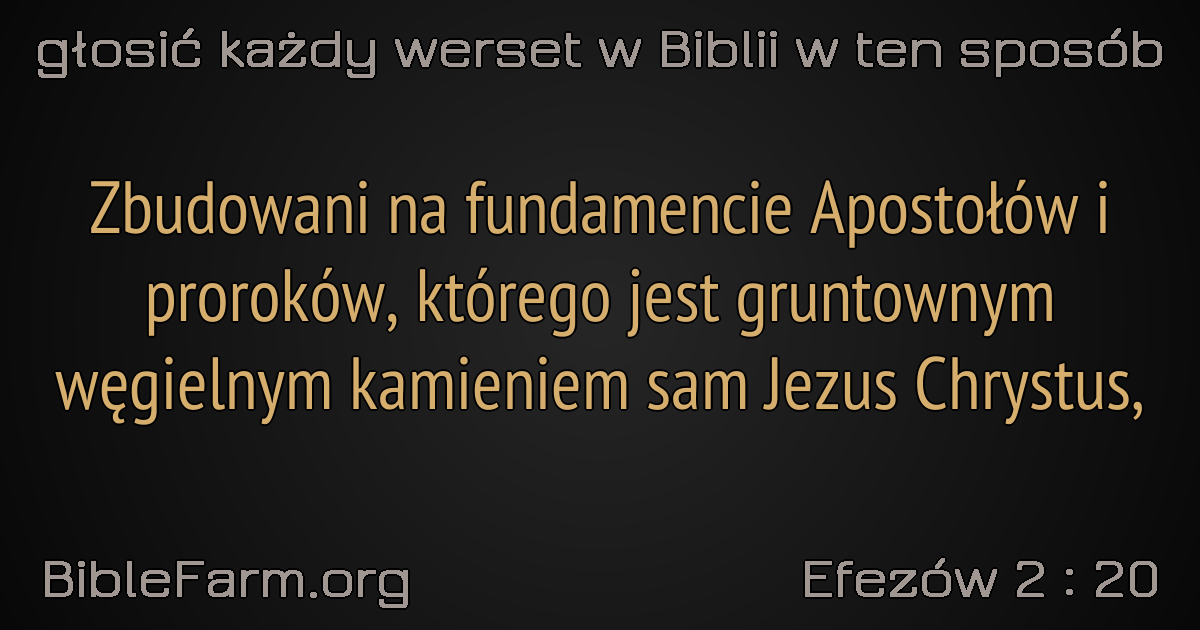 głosić każdy werset w Biblii w ten sposób
Zbudowani na fundamencie Apostołów i
proroków, którego jest gruntownym
węgielnym kamieniem sam Jezus Chrystus,
BibleFarm.org
Efezów 2 : 20